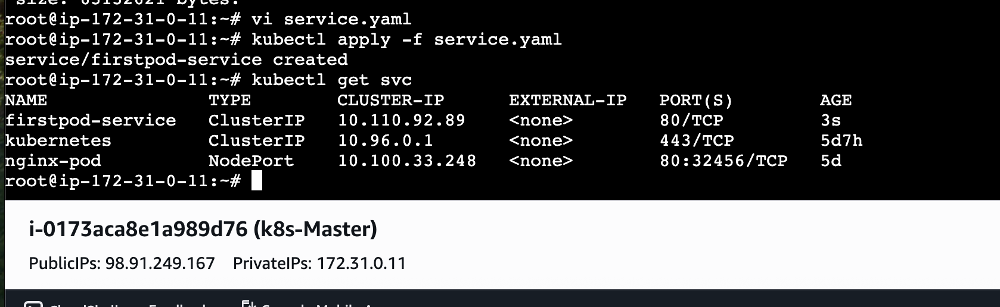 size: 65132621 bytes.
root@ip-172-31-0-11:~# vi service.yaml
root@ip-172-31-0-11:~# kubectl apply -f service.yaml
service/firstpod-service created
root@ip-172-31-0-11:~# kubectl get svc
NAME TYPE CLUSTER-IP EXTERNAL-IP PORT(S) AGE
firstpod-service ClusterIP 10.110.92.89 <none> 80/TCP 3s
kubernetes ClusterIP 10.96.0.1 <none> 443/TCP 5d7h
nginx-pod NodePort 10.100.33.248 <none> 80:32456/TCP 5d
root@ip-172-31-0-11:~#
i-0173aca8e1a989d76 (k8s-Master)
PublicIPs: 98.91.249.167 PrivateIPs: 172.31.0.11